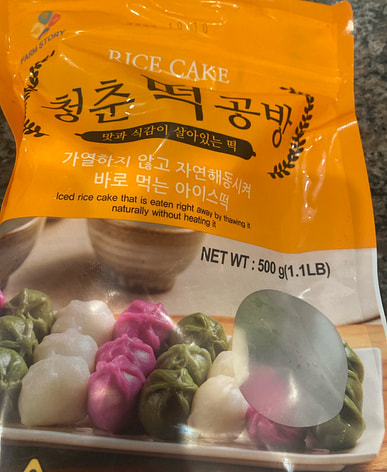 FARM STORY
RICE CAKE
청춘 떡 공방
맛과 식감이 살아있는 떡
가열하지 않고 자연해동시켜
바로 먹는 아이스떡
Iced rice cake that is eaten right away by thawing it
naturally without heating it
NET WT : 500 g(1.1LB)